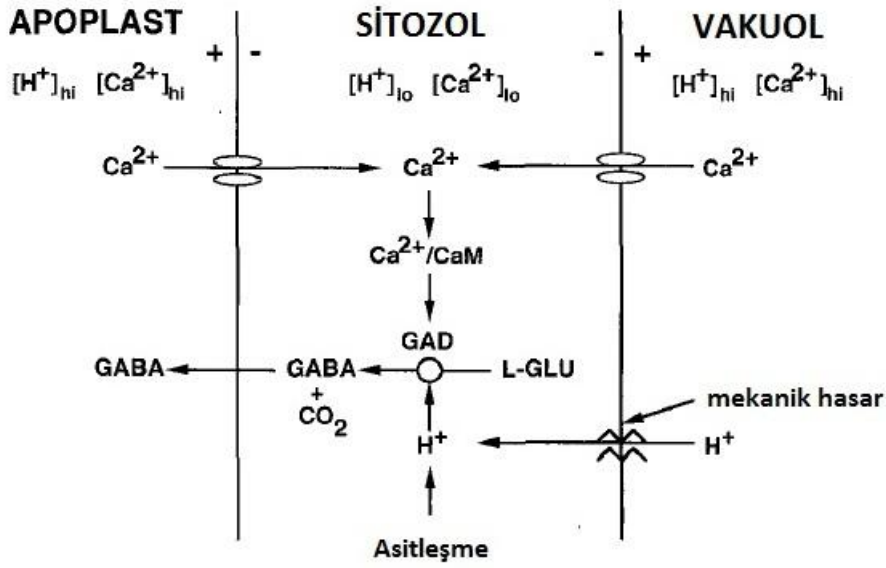 APOPLAST SİTOZOL VAKUOL
+ - - +
[H+]hi [Ca2+]hi [H+]lo [Ca2+]lo [H+]hi [Ca2+]hi
Ca2+ Ca2+ Ca2+
Ca2+/CaM
GAD
GABA GABA L-GLU
+
CO2
mekanik hasar
H+ H+
Asitleşme